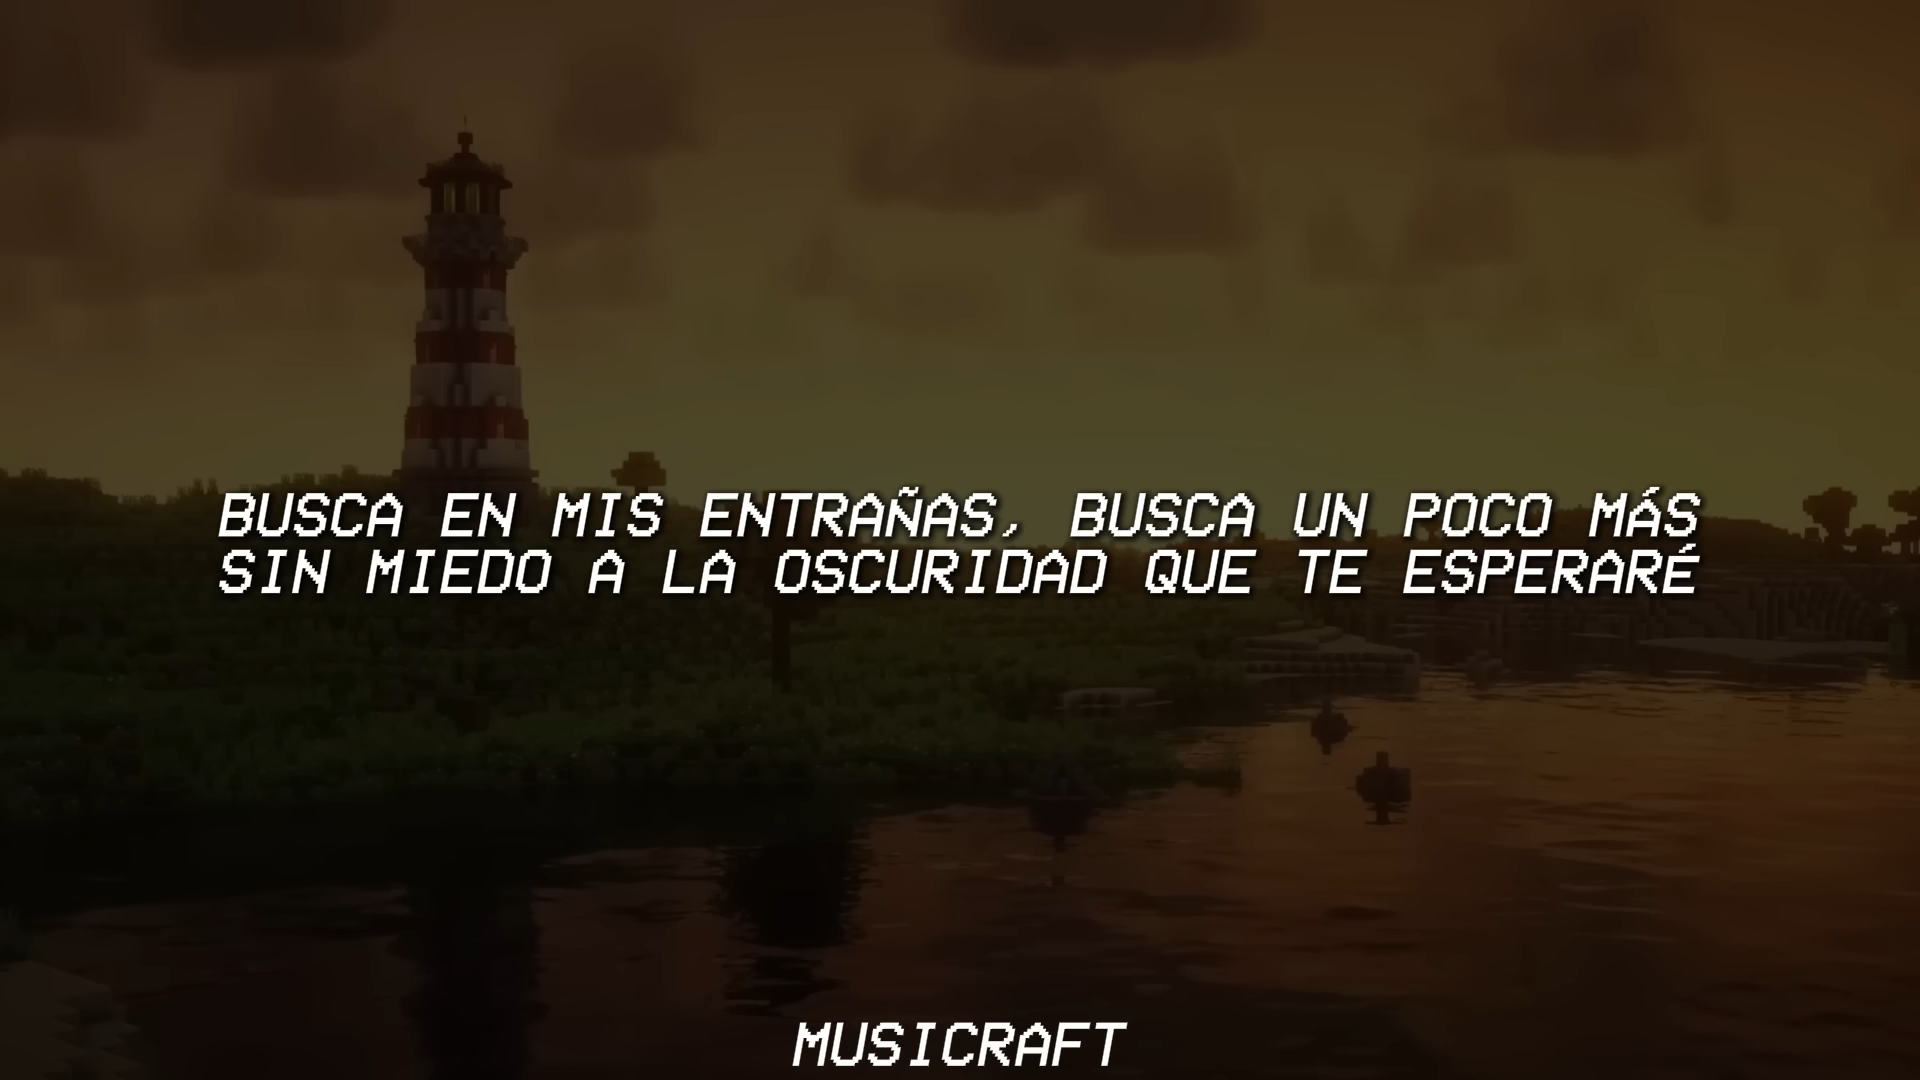 BUSCA EN MIS ENTRAÑAS, BUSCA UN POCO MÁS
SIN MIEDO A LA OSCURIDAD QUE TE ESPERARÉ
MUSICRAFT